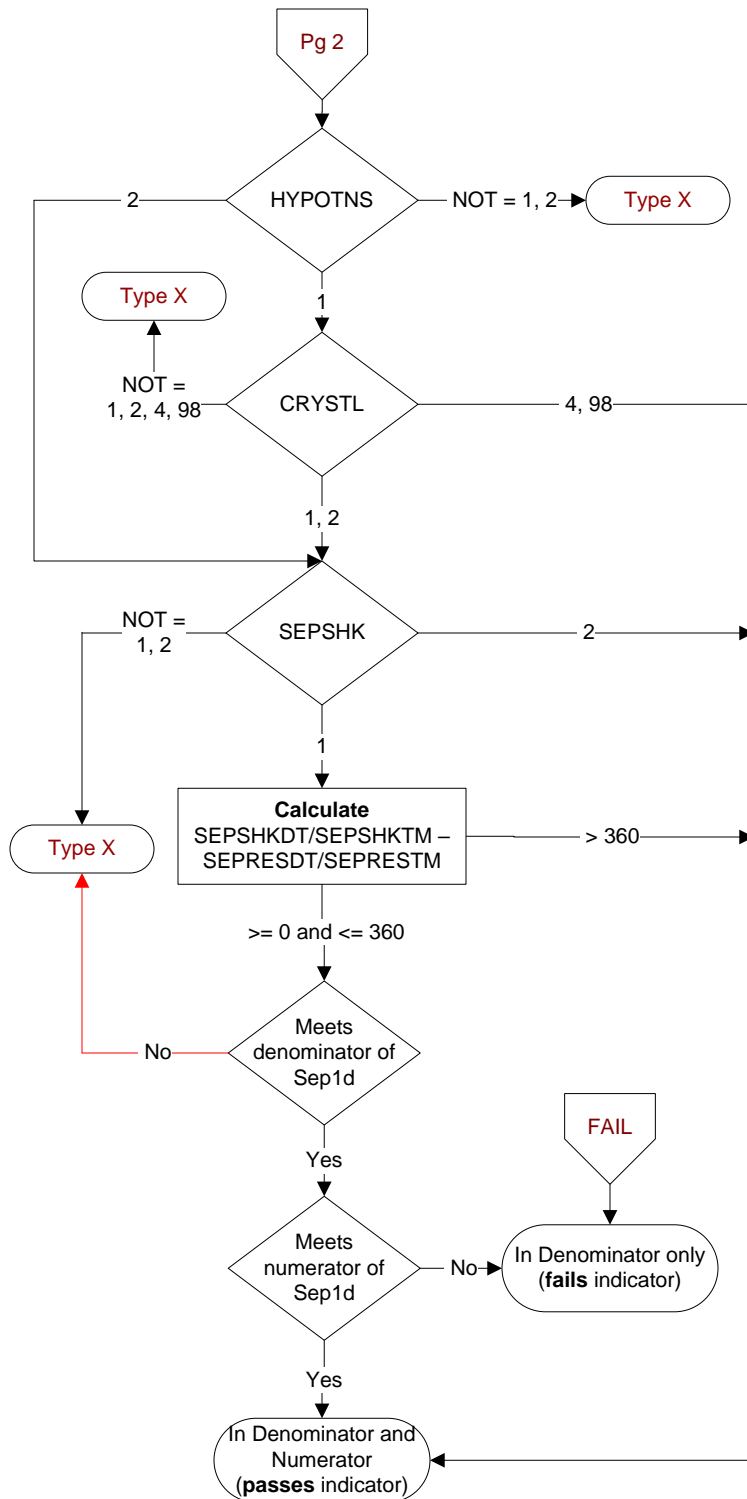 Pg 2
HYPOTNS
2
NOT = 1, 2
Type X
1
Type X
NOT =
1, 2, 4, 98
CRYSTL
4, 98
1, 2
NOT =
1, 2
SEPSHK
2
1
Calculate
SEPSHKDT/SEPSHKTM –
SEPRESDT/SEPRESTM
> 360
Type X
>= 0 and <= 360
Meets
denominator of
Sep1d
No
Yes
FAIL
Meets
numerator of
Sep1d
No
In Denominator only
(fails indicator)
Yes
In Denominator and
Numerator
(passes indicator)